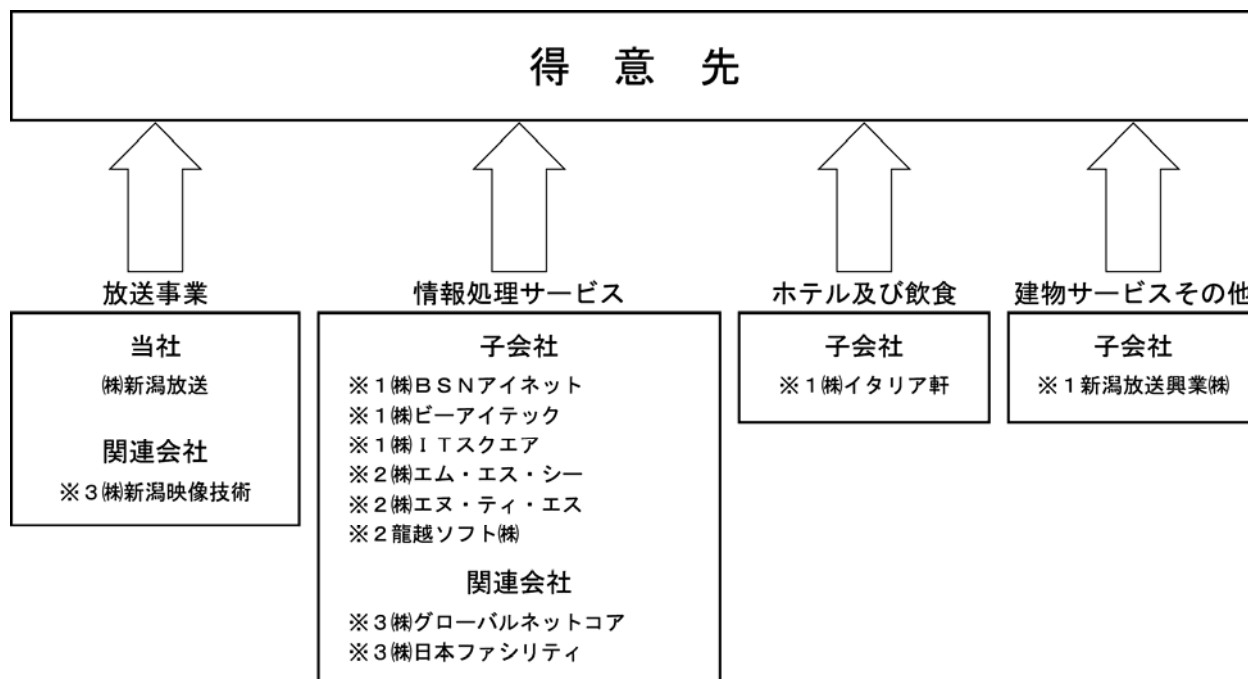 得 意 先
放送事業
当社
㈱新潟放送
関連会社
※３㈱新潟映像技術
情報処理サービス
子会社
※１㈱ＢＳＮアイネット
※１㈱ビーアイテック
※１㈱ＩＴスクエア
※２㈱エム・エス・シー
※２㈱エヌ・ティ・エス
※２龍越ソフト㈱
関連会社
※３㈱グローバルネットコア
※３㈱日本ファシリティ
ホテル及び飲食
子会社
※１㈱イタリア軒
建物サービスその他
子会社
※１新潟放送興業㈱